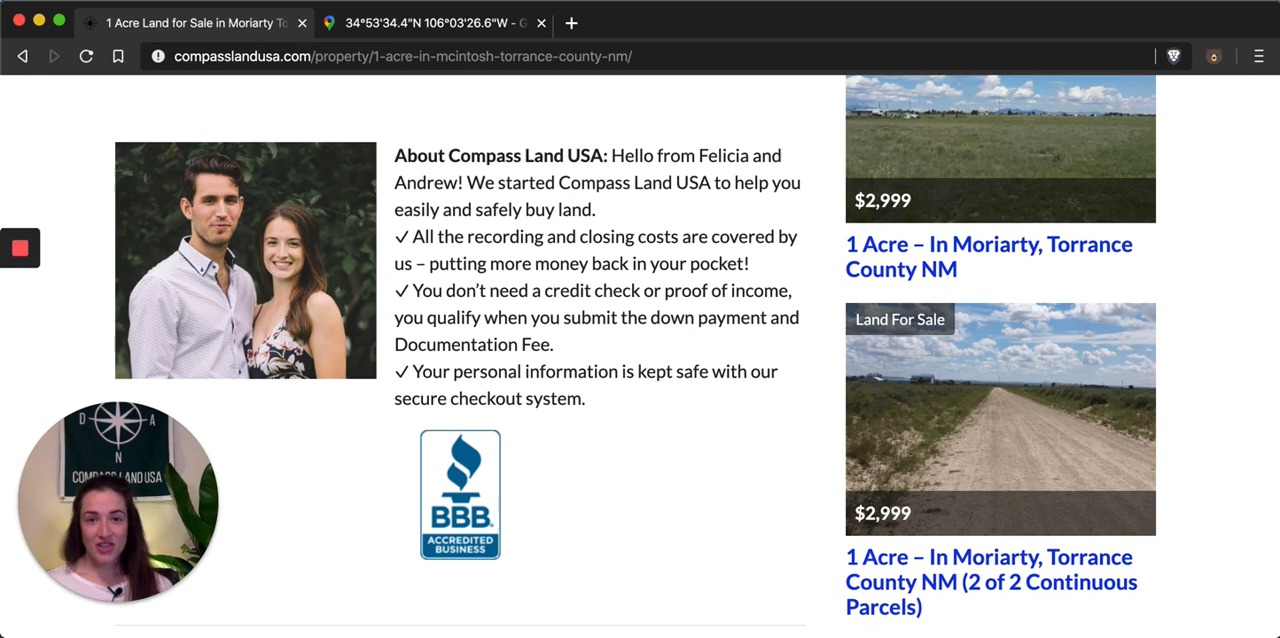 1 Acre Land for Sale in Moriarty To
34°53'34.4"N 106°03'26.6"W - G
compasslandusa.com/property/1-acre-in-mcintosh-torrance-county-nm/
About Compass Land USA: Hello from Felicia and
Andrew! We started Compass Land USA to help you
easily and safely buy land.
✓ All the recording and closing costs are covered by
us – putting more money back in your pocket!
✓ You don't need a credit check or proof of income,
you qualify when you submit the down payment and
Documentation Fee.
✓ Your personal information is kept safe with our
secure checkout system.
BBB.
ACCREDITED
BUSINESS
D
A
N
COMPASS LAND USA
$2,999
1 Acre – In Moriarty, Torrance
County NM
Land For Sale
$2,999
1 Acre – In Moriarty, Torrance
County NM (2 of 2 Continuous
Parcels)